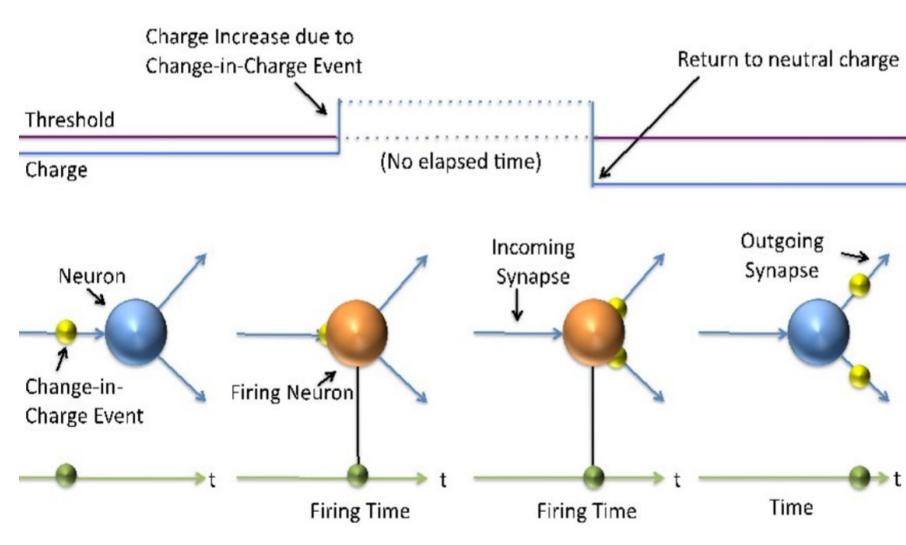 Charge Increase due to
Change-in-Charge Event
Return to neutral charge
Threshold
(No elapsed time)
Charge
Neuron
Incoming
Synapse
Outgoing
Synapse
Change-in-
Charge Event
Firing Neuron
t
t
t
t
Firing Time
Firing Time
Time